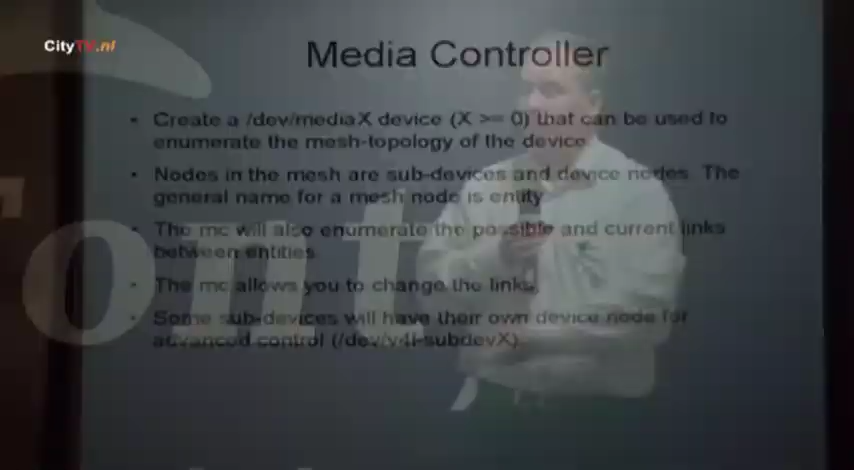 CityTV.nl
Media Controller
• Create a /dev/mediaX device (X >= 0) that can be used to
enumerate the mesh-topology of the device.
• Nodes in the mesh are sub-devices and device nodes. The
general name for a mesh node is entity
• The mc will also enumerate the possible and current links
between entities.
• The mc allows you to change the links.
• Some sub-devices will have their own device node for
advanced control (/dev/v4l-subdevX).
ont